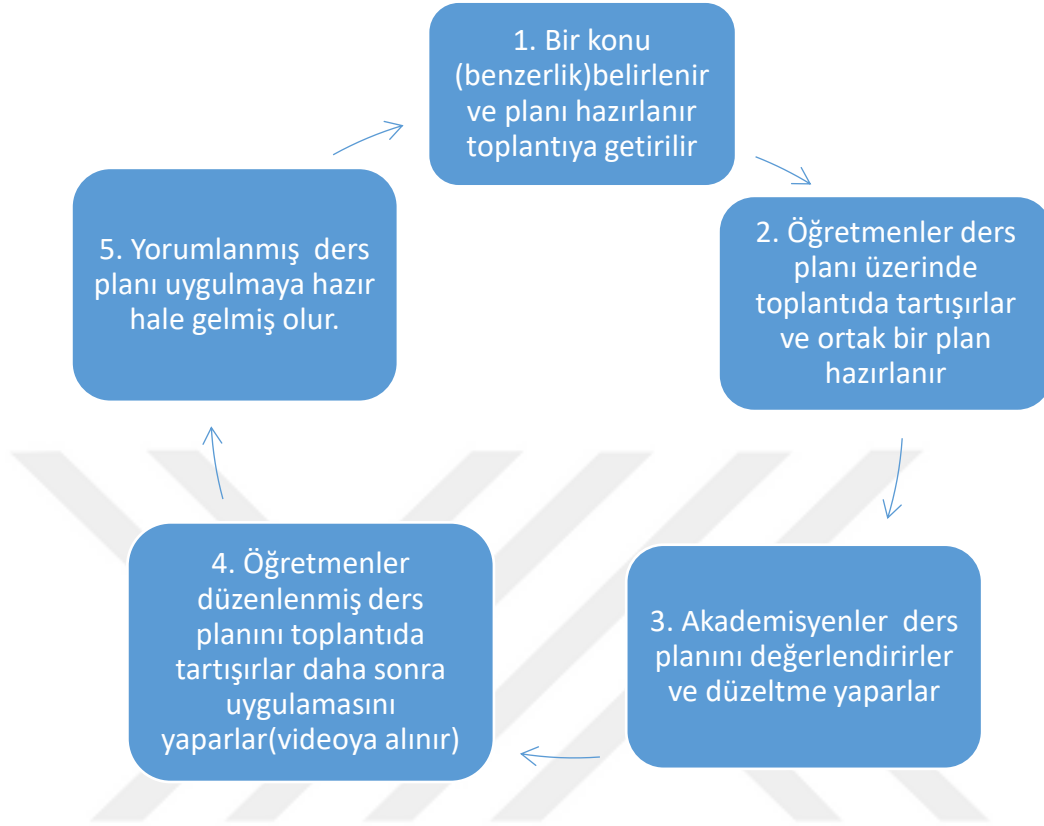 1. Bir konu
(benzerlik)belirlenir
ve planı hazırlanır
toplantıya getirilir
2. Öğretmenler ders
planı üzerinde
toplantıda tartışırlar
ve ortak bir plan
hazırlanır
3. Akademisyenler  ders
planını değerlendirirler
ve düzeltme yaparlar
4. Öğretmenler
düzenlenmiş ders
planını toplantıda
tartışırlar daha sonra
uygulamasını
yaparlar(videoya alınır)
5. Yorumlanmış  ders
planı uygulmaya hazır
hale gelmiş olur.